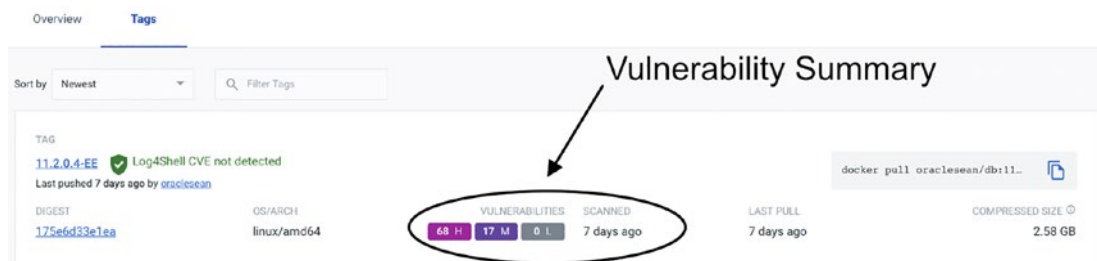 Overview Tags
Vulnerability Summary
Sort by Newest Filter Tags
TAG
11.2.0.4-EE Log4Shell CVE not detected
docker pull oraclesean/db:11...
Last pushed 7 days ago by oraclesean
DIGEST OS/ARCH VULNERABILITIES SCANNED LAST PULL COMPRESSED SIZE
175e6d33e1ea linux/amd64 68 H 17 M 0 L 7 days ago 7 days ago 2.58 GB